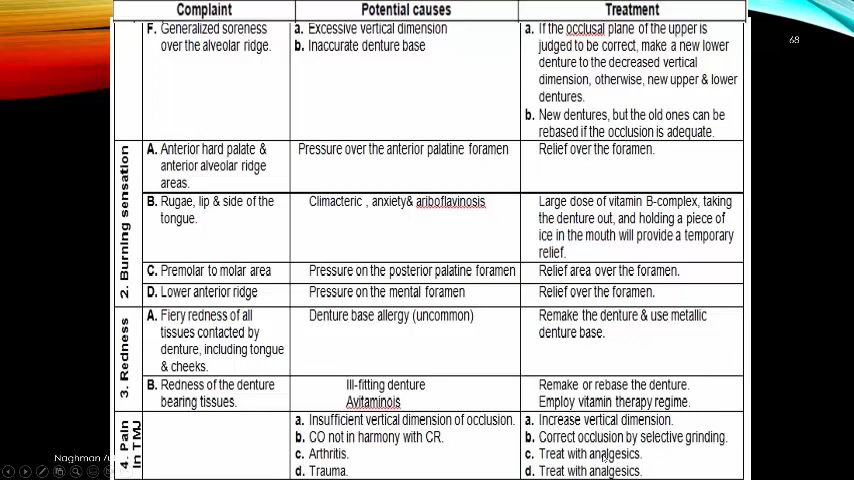 Complaint Potential causes Treatment
68
F. Generalized soreness
over the alveolar ridge.
a. Excessive vertical dimension
b. Inaccurate denture base
a. If the occlusal plane of the upper is
judged to be correct, make a new lower
denture to the decreased vertical
dimension, otherwise, new upper & lower
dentures.
b. New dentures, but the old ones can be
rebased if the occlusion is adequate.
2. Burning sensation
A. Anterior hard palate &
anterior alveolar ridge
areas.
Pressure over the anterior palatine foramen
Relief over the foramen.
B. Rugae, lip & side of the
tongue.
Climacteric , anxiety& ariboflavinosis
Large dose of vitamin B-complex, taking
the denture out, and holding a piece of
ice in the mouth will provide a temporary
relief.
C. Premolar to molar area
Pressure on the posterior palatine foramen
Relief area over the foramen.
D. Lower anterior ridge
Pressure on the mental foramen
Relief over the foramen.
3. Redness
A. Fiery redness of all
tissues contacted by
denture, including tongue
& cheeks.
Denture base allergy (uncommon)
Remake the denture & use metallic
denture base.
B. Redness of the denture
bearing tissues.
Ill-fitting denture
Avitaminois
Remake or rebase the denture.
Employ vitamin therapy regime.
4. Pain
in TMJ
a. Insufficient vertical dimension of occlusion.
b. CO not in harmony with CR.
c. Arthritis.
d. Trauma.
a. Increase vertical dimension.
b. Correct occlusion by selective grinding.
c. Treat with analgesics.
d. Treat with analgesics.
Naghman